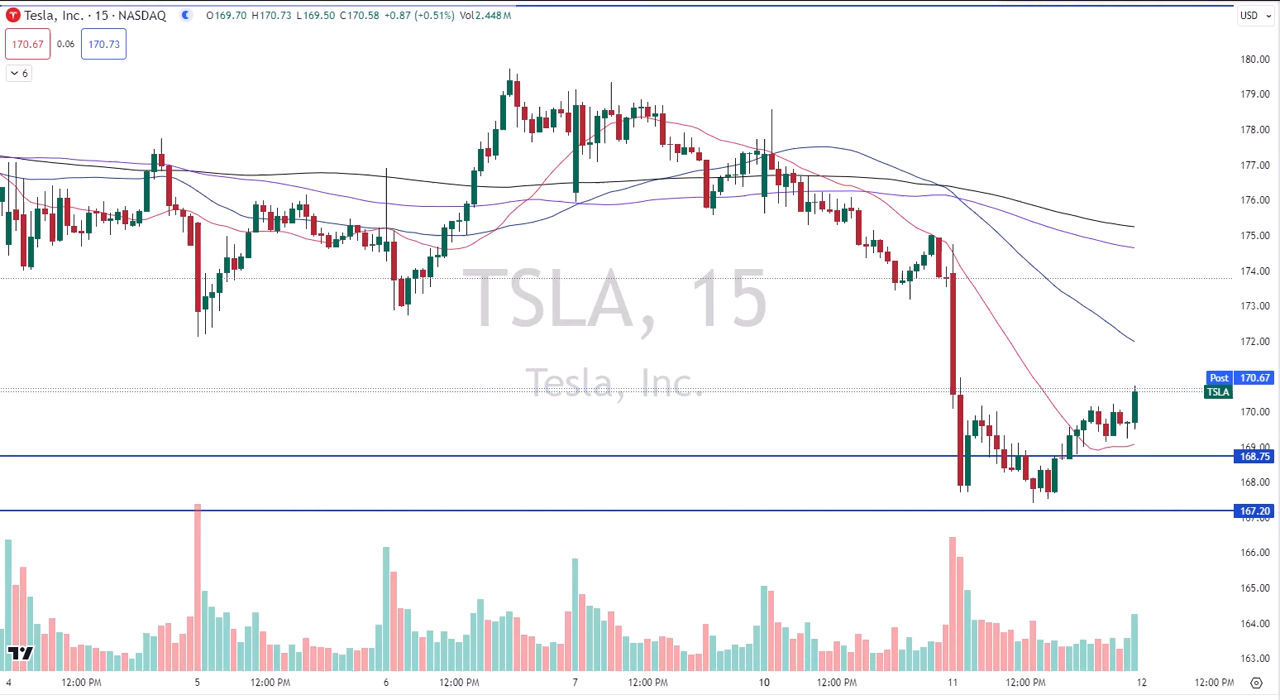 Tesla, Inc. · 15 · NASDAQ O169.70 H170.73 L169.50 C170.58 +0.87 (+0.51%) Vol2.448M
USD
170.67 0.06 170.73
6
180.00
179.00
178.00
177.00
176.00
175.00
174.00
173.00
172.00
Post 170.67
TSLA
170.00
169.00
168.75
168.00
167.20
167.00
166.00
165.00
164.00
163.00
TSLA, 15
Tesla, Inc.
4 12:00 PM 5 12:00 PM 6 12:00 PM 7 12:00 PM 10 12:00 PM 11 12:00 PM 12 12:00 PM